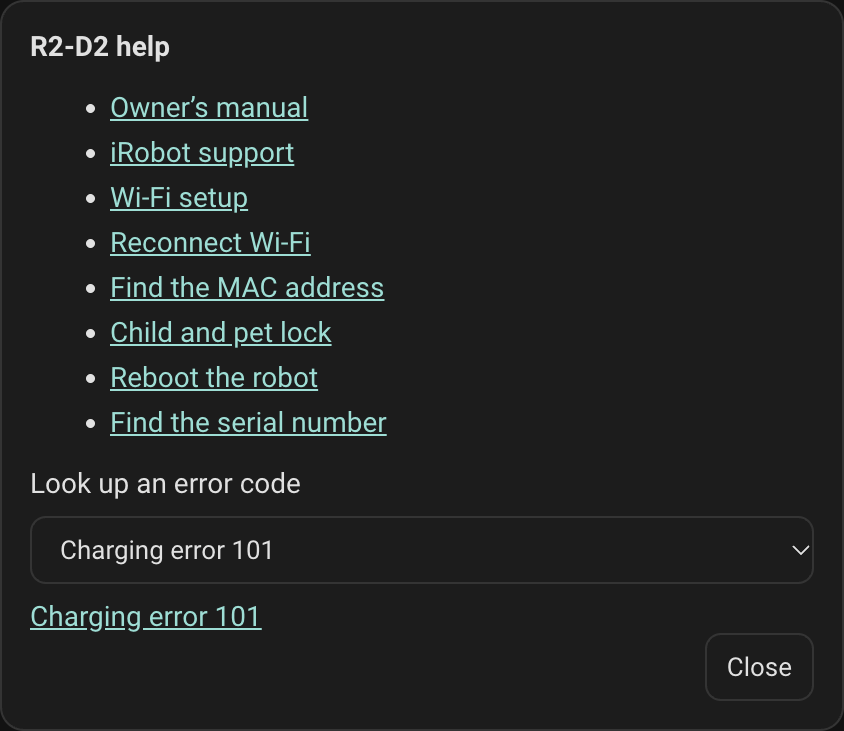 R2-D2 help
Owner’s manual
iRobot support
Wi-Fi setup
Reconnect Wi-Fi
Find the MAC address
Child and pet lock
Reboot the robot
Find the serial number
Look up an error code
Charging error 101
Charging error 101
Close